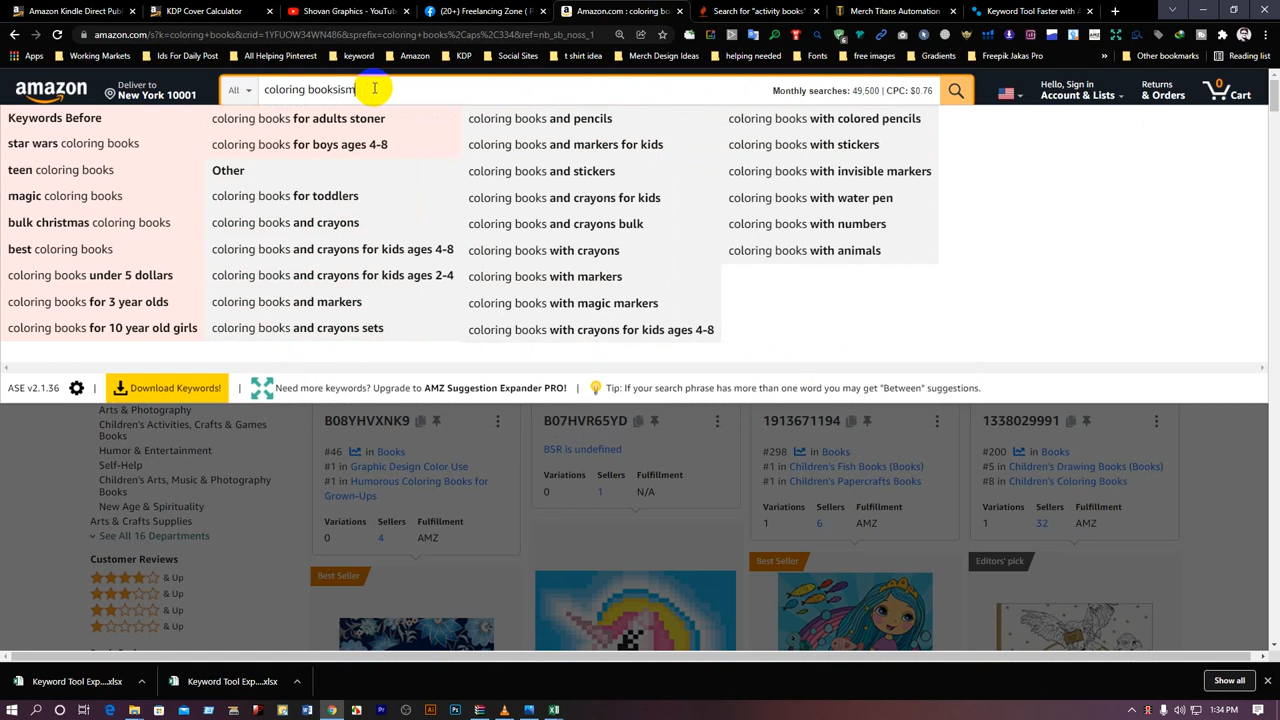 Amazon Kindle Direct Publi
KDP Cover Calculator
Shovan Graphics - YouTube
(20+) Freelancing Zone ( P
Amazon.com : coloring bo
Search for "activity books"
Merch Titans Automation
Keyword Tool Faster with A
amazon.com/s?k=coloring+books&crid=1YFUOW34WN486&sprefix=coloring+books%2Caps%2C334&ref=nb_sb_noss_1
Apps
Working Markets
Ids For Daily Post
All Helping Pinterest
keyword
Amazon
KDP
Social Sites
t shirt idea
Merch Design Ideas
helping needed
Fonts
free images
Gradients
Freepik Jakaria Pro
Other bookmarks
Reading list
amazon
Deliver to
New York 10001
All
coloring booksism
Monthly searches: 49,500 | CPC: $0.76
Hello, Sign in
Account & Lists
Returns
& Orders
0
Cart
Keywords Before
star wars coloring books
teen coloring books
magic coloring books
bulk christmas coloring books
best coloring books
coloring books under 5 dollars
coloring books for 3 year olds
coloring books for 10 year old girls
coloring books for adults stoner
coloring books for boys ages 4-8
Other
coloring books for toddlers
coloring books and crayons
coloring books and crayons for kids ages 4-8
coloring books and crayons for kids ages 2-4
coloring books and markers
coloring books and crayons sets
coloring books and pencils
coloring books and markers for kids
coloring books and stickers
coloring books and crayons for kids
coloring books and crayons bulk
coloring books with crayons
coloring books with markers
coloring books with magic markers
coloring books with crayons for kids ages 4-8
coloring books with colored pencils
coloring books with stickers
coloring books with invisible markers
coloring books with water pen
coloring books with numbers
coloring books with animals
ASE v2.1.36
Download Keywords!
Need more keywords? Upgrade to AMZ Suggestion Expander PRO!
Tip: If your search phrase has more than one word you may get "Between" suggestions.
Arts & Photography
Children's Activities, Crafts & Games
Books
Humor & Entertainment
Self-Help
Children's Arts, Music & Photography
Books
New Age & Spirituality
Arts & Crafts Supplies
See All 16 Departments
Customer Reviews
& Up
& Up
& Up
& Up
B08YHVXNK9
#46 in Books
#1 in Graphic Design Color Use
#1 in Humorous Coloring Books for
Grown-Ups
Variations Sellers Fulfillment
0 4 AMZ
Best Seller
B07HVR65YD
BSR is undefined
Variations Sellers Fulfillment
0 1 N/A
1913671194
#298 in Books
#1 in Children's Fish Books (Books)
#1 in Children's Papercrafts Books
Variations Sellers Fulfillment
1 6 AMZ
Best Seller
1338029991
#200 in Books
#5 in Children's Drawing Books (Books)
#8 in Children's Coloring Books
Variations Sellers Fulfillment
1 32 AMZ
Editors' pick
Keyword Tool Exp....xlsx
Keyword Tool Exp....xlsx
Show all
1:34 PM